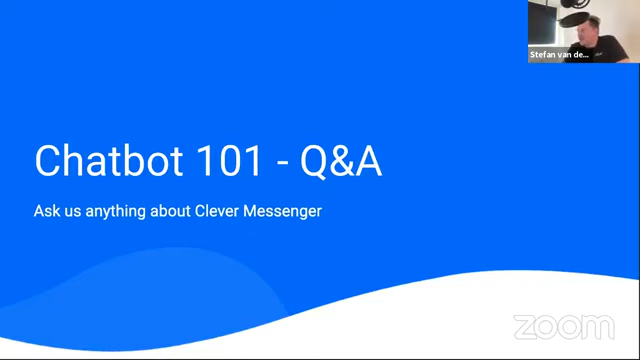 Stefan van de...
Chatbot 101 - Q&A
Ask us anything about Clever Messenger
zoom